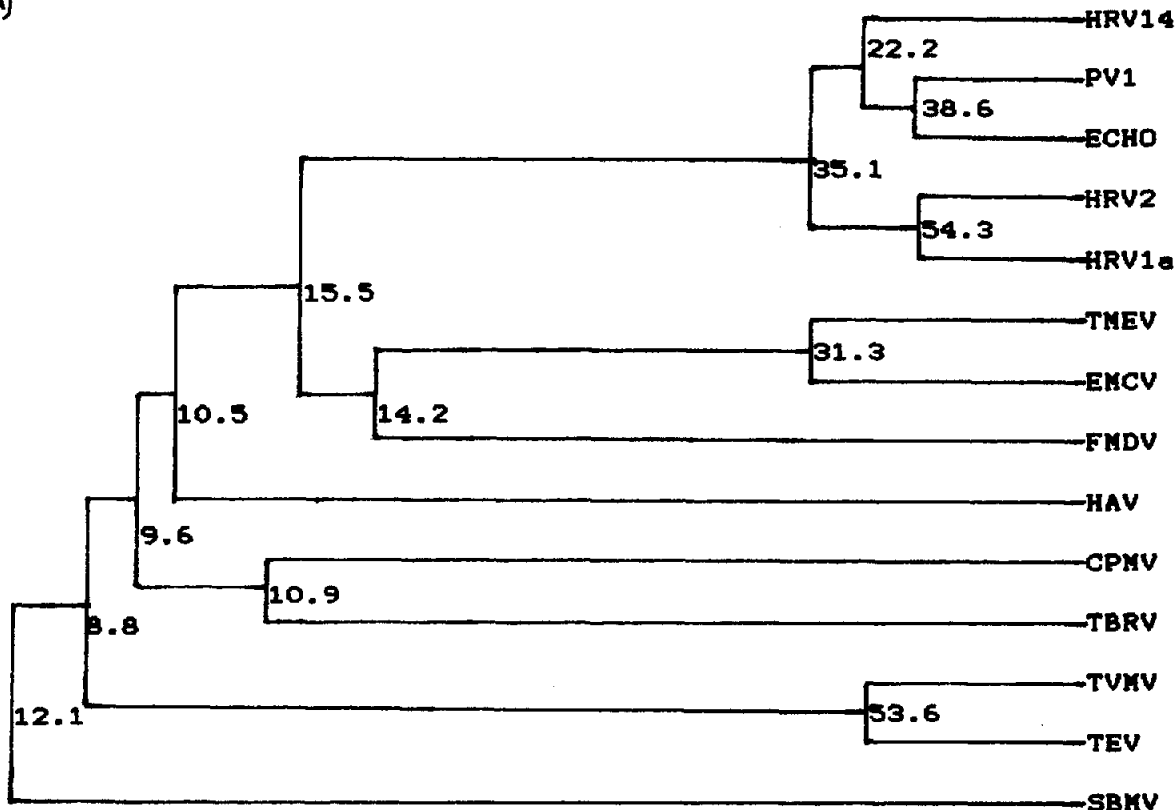 HRV14
22.2
PV1
38.6
ECHO
35.1
HRV2
54.3
HRV1a
15.5
TMEV
31.3
EMCV
10.5
14.2
FMDV
HAV
9.6
CPMV
10.9
TBRV
8.8
TVMV
12.1
53.6
TEV
SBMV